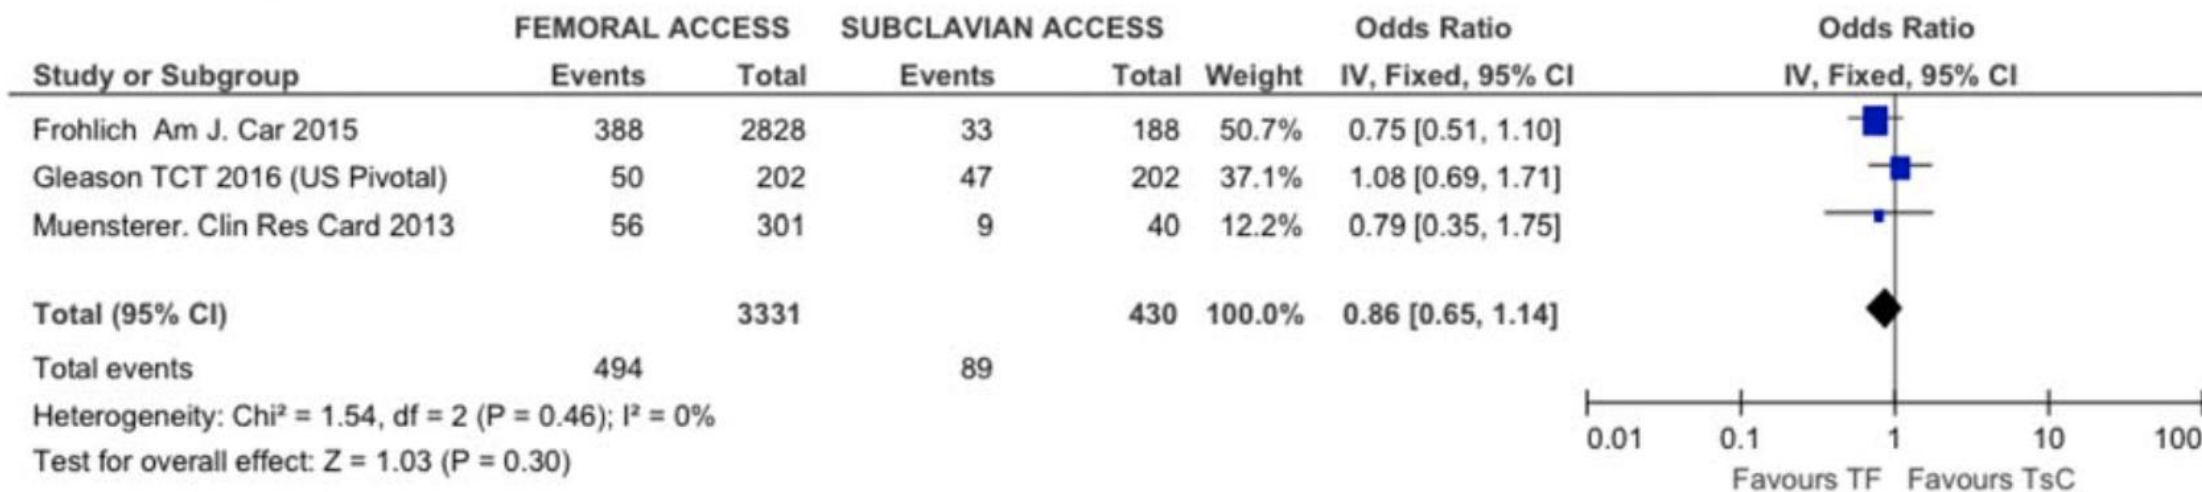 FEMORAL ACCESS SUBCLAVIAN ACCESS Odds Ratio Odds Ratio
Study or Subgroup Events Total Events Total Weight IV, Fixed, 95% CI IV, Fixed, 95% CI
Frohlich Am J. Car 2015 388 2828 33 188 50.7% 0.75 [0.51, 1.10]
Gleason TCT 2016 (US Pivotal) 50 202 47 202 37.1% 1.08 [0.69, 1.71]
Muensterer. Clin Res Card 2013 56 301 9 40 12.2% 0.79 [0.35, 1.75]
Total (95% CI) 3331 430 100.0% 0.86 [0.65, 1.14]
Total events 494 89
Heterogeneity: Chi² = 1.54, df = 2 (P = 0.46); I² = 0%
Test for overall effect: Z = 1.03 (P = 0.30)
0.01 0.1 1 10 100
Favours TF Favours TsC